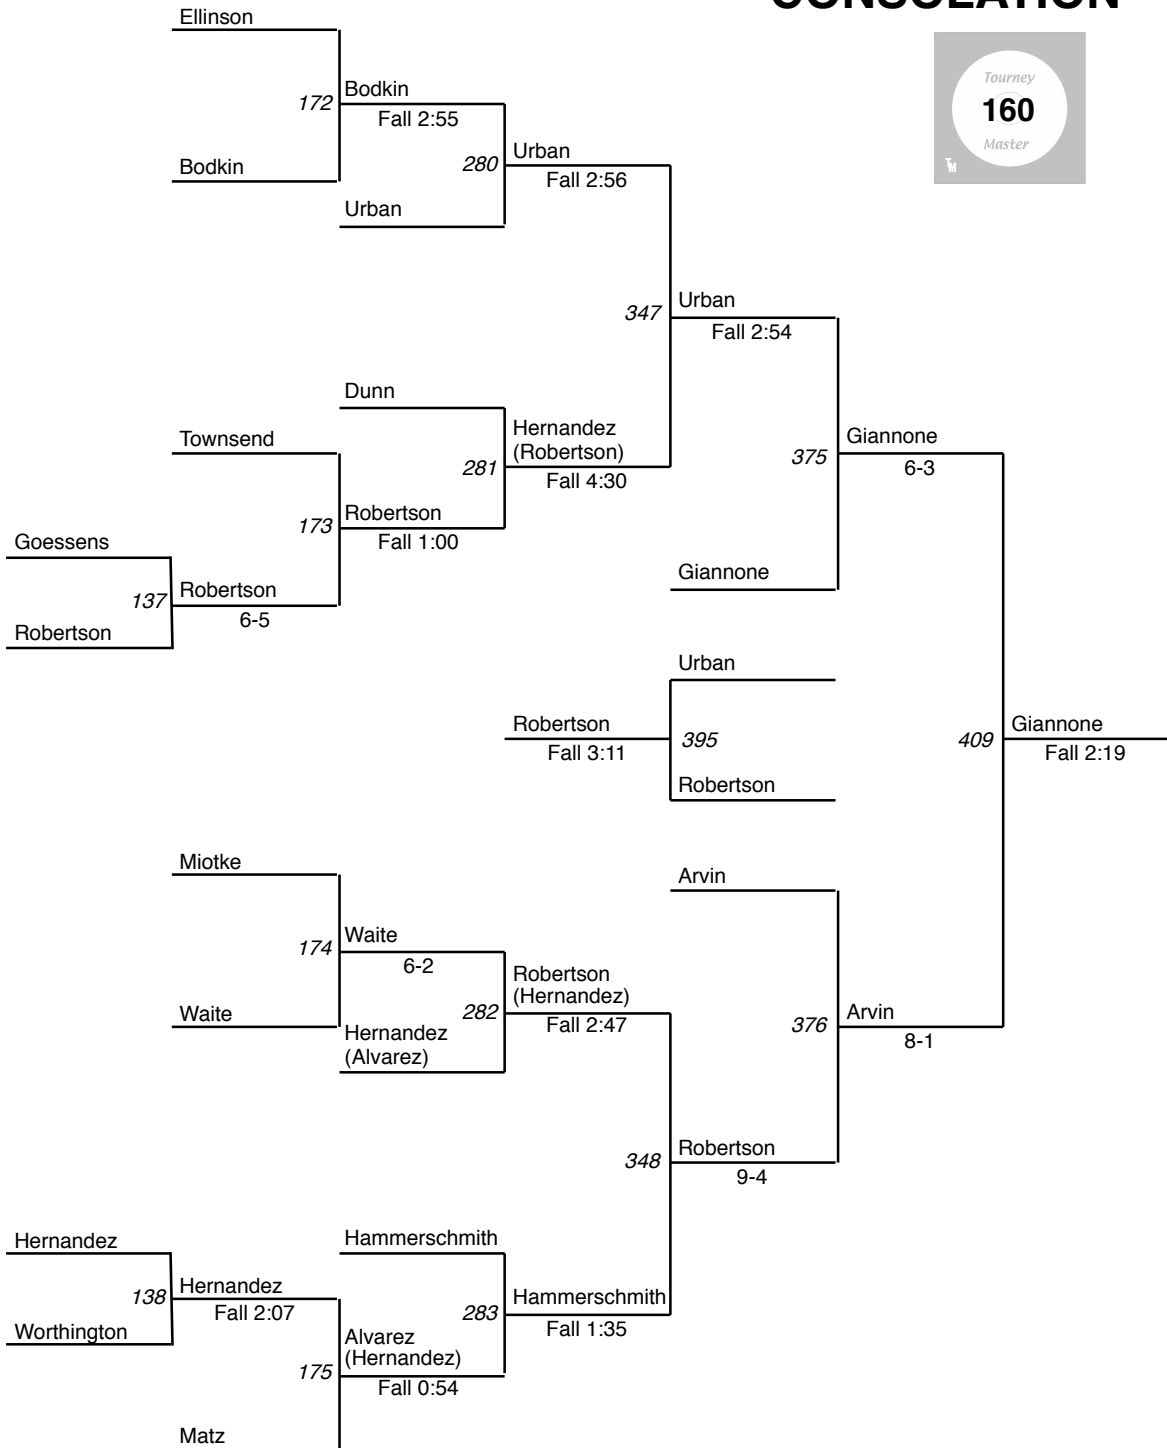 CONSOLATION
Ellinson
Tourney
160
Master
TM
172
Bodkin
Fall 2:55
Bodkin
280
Urban
Fall 2:56
Urban
347
Urban
Fall 2:54
Dunn
Hernandez
(Robertson)
281
Fall 4:30
Townsend
375
Giannone
6-3
173
Robertson
Fall 1:00
Goessens
137
Robertson
6-5
Robertson
Giannone
Urban
Robertson
Fall 3:11
395
Robertson
409
Giannone
Fall 2:19
Miotke
Arvin
174
Waite
6-2
Robertson
(Hernandez)
282
Fall 2:47
Waite
Hernandez
(Alvarez)
376
Arvin
8-1
348
Robertson
9-4
Hernandez
Hammerschmith
138
Hernandez
Fall 2:07
Worthington
283
Hammerschmith
Fall 1:35
Alvarez
(Hernandez)
175
Fall 0:54
Matz